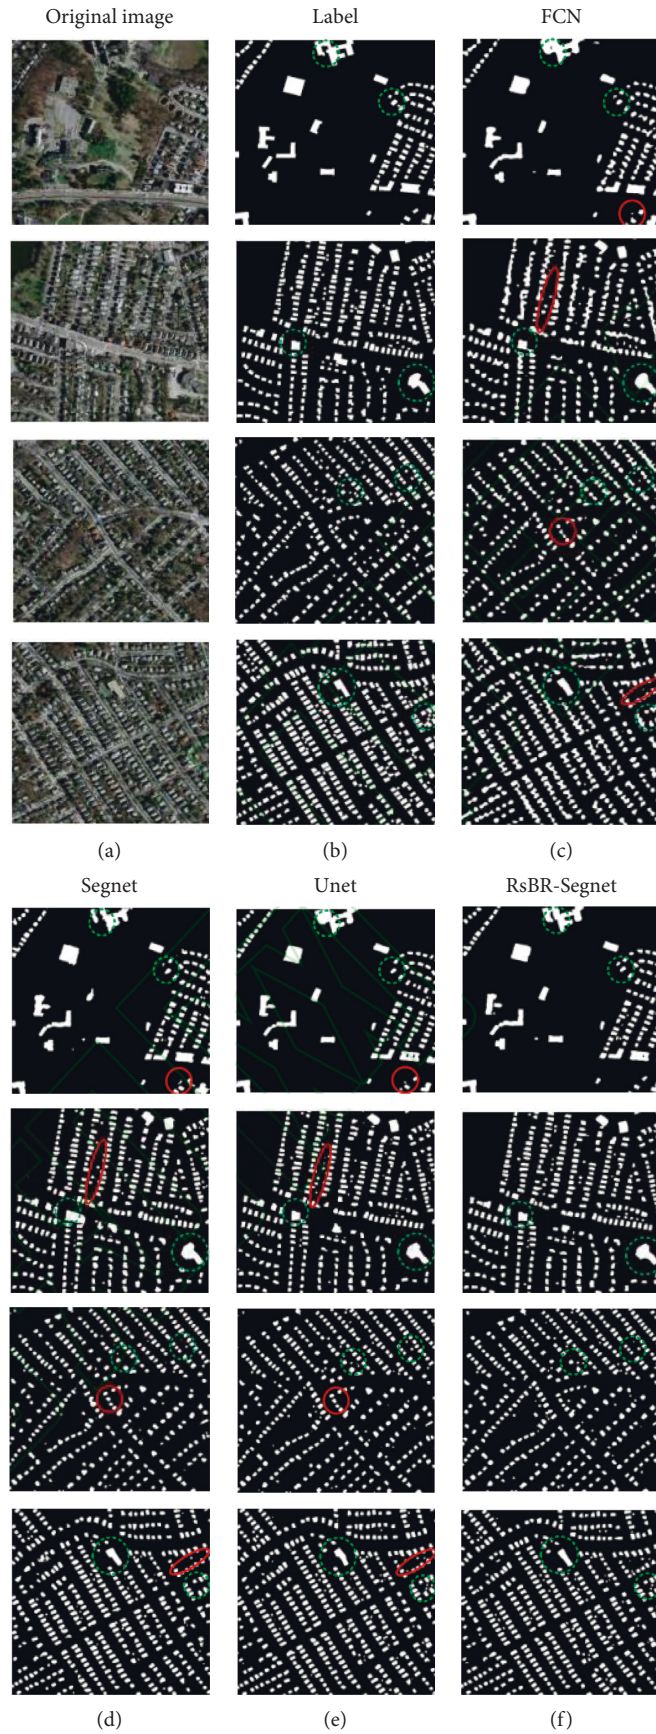 Original image Label FCN
(a) (b) (c)
Segnet Unet RsBR-Segnet
(d) (e) (f)